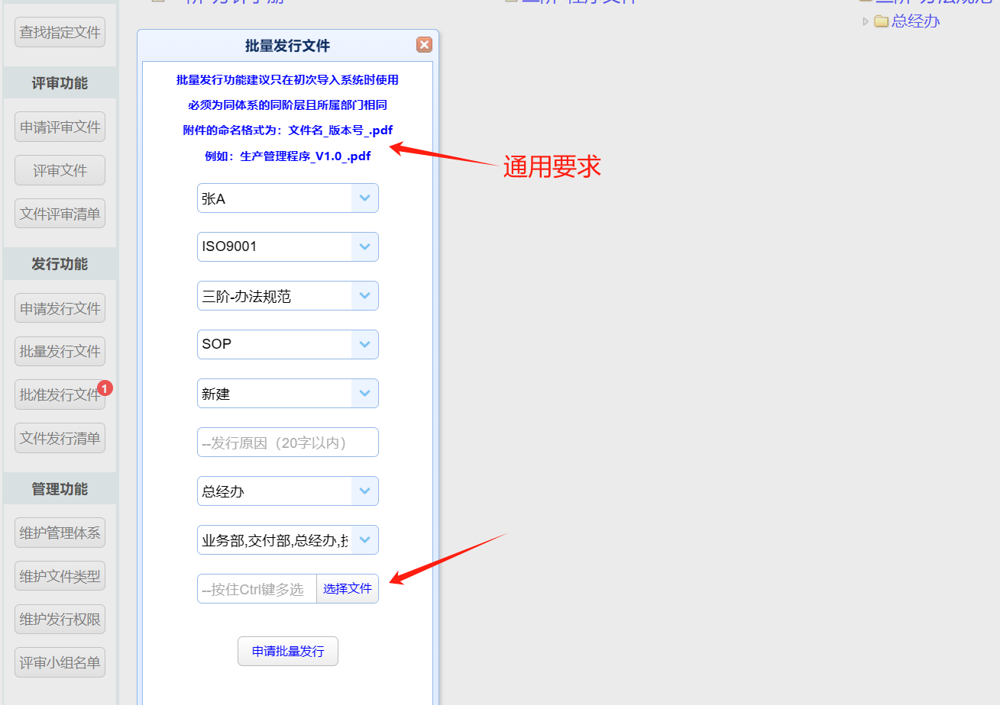 查找指定文件
评审功能
申请评审文件
评审文件
文件评审清单
发行功能
申请发行文件
批量发行文件
批准发行文件
1
文件发行清单
管理功能
维护管理体系
维护文件类型
维护发行权限
评审小组名单
总经办
批量发行文件
批量发行功能建议只在初次导入系统时使用
必须为同体系的同阶层且所属部门相同
附件的命名格式为：文件名_版本号_.pdf
例如：生产管理程序_V1.0_.pdf
通用要求
张A
ISO9001
三阶-办法规范
SOP
新建
--发行原因（20字以内）
总经办
业务部,交付部,总经办,
--按住Ctrl键多选
选择文件
申请批量发行